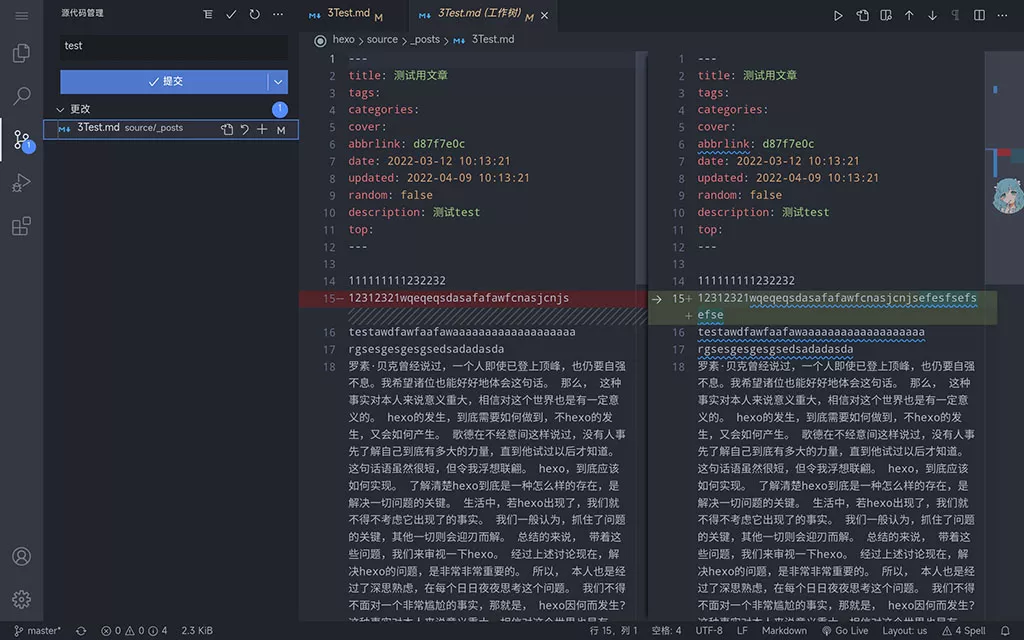 源代码管理
test
提交
更改
1
3Test.md source/_posts M
1
3Test.md M
3Test.md (工作树) M
hexo > source > _posts > 3Test.md
1 ---
2 title: 测试用文章
3 tags:
4 categories:
5 cover:
6 abbrlink: d87f7e0c
7 date: 2022-03-12 10:13:21
8 updated: 2022-04-09 10:13:21
9 random: false
10 description: 测试test
11 top:
12 ---
13
14 111111111232232
15— 12312321wqeqeqsdasafafawfcnasjcnjs
16 testawdfawfaafawaaaaaaaaaaaaaaaaaaaa
17 rgsesgesgesgsedsadadasda
18 罗素·贝克曾经说过，一个人即使已登上顶峰，也仍要自强
不息。我希望诸位也能好好地体会这句话。 那么， 这种
事实对本人来说意义重大，相信对这个世界也是有一定意
义的。 hexo的发生，到底需要如何做到，不hexo的发
生，又会如何产生。 歌德在不经意间这样说过，没有人事
先了解自己到底有多大的力量，直到他试过以后才知道。
这句话语虽然很短，但令我浮想联翩。 hexo，到底应该
如何实现。 了解清楚hexo到底是一种怎么样的存在，是
解决一切问题的关键。 生活中，若hexo出现了，我们就
不得不考虑它出现了的事实。 我们一般认为，抓住了问题
的关键，其他一切则会迎刃而解。 总结的来说， 带着这
些问题，我们来审视一下hexo。 经过上述讨论现在，解
决hexo的问题，是非常非常重要的。 所以， 本人也是经
过了深思熟虑，在每个日日夜夜思考这个问题。 我们不得
不面对一个非常尴尬的事实，那就是， hexo因何而发生?
1 ---
2 title: 测试用文章
3 tags:
4 categories:
5 cover:
6 abbrlink: d87f7e0c
7 date: 2022-03-12 10:13:21
8 updated: 2022-04-09 10:13:21
9 random: false
10 description: 测试test
11 top:
12 ---
13
14 111111111232232
15+ 12312321wqeqeqsdasafafawfcnasjcnjsefesfsefs
+ efse
16 testawdfawfaafawaaaaaaaaaaaaaaaaaaaa
17 rgsesgesgesgsedsadadasda
18 罗素·贝克曾经说过，一个人即使已登上顶峰，也仍要自强
不息。我希望诸位也能好好地体会这句话。 那么， 这种
事实对本人来说意义重大，相信对这个世界也是有一定意
义的。 hexo的发生，到底需要如何做到，不hexo的发
生，又会如何产生。 歌德在不经意间这样说过，没有人事
先了解自己到底有多大的力量，直到他试过以后才知道。
这句话语虽然很短，但令我浮想联翩。 hexo，到底应该
如何实现。 了解清楚hexo到底是一种怎么样的存在，是
解决一切问题的关键。 生活中，若hexo出现了，我们就
不得不考虑它出现了的事实。 我们一般认为，抓住了问题
的关键，其他一切则会迎刃而解。 总结的来说， 带着这
些问题，我们来审视一下hexo。 经过上述讨论现在，解
决hexo的问题，是非常非常重要的。 所以， 本人也是经
过了深思熟虑，在每个日日夜夜思考这个问题。 我们不得
不面对一个非常尴尬的事实，那就是， hexo因何而发生?
master* 0 0 4 2.3 KiB 行 15，列 1 空格: 4 UTF-8 LF Markdown Go Live Layout: us 4 Spell